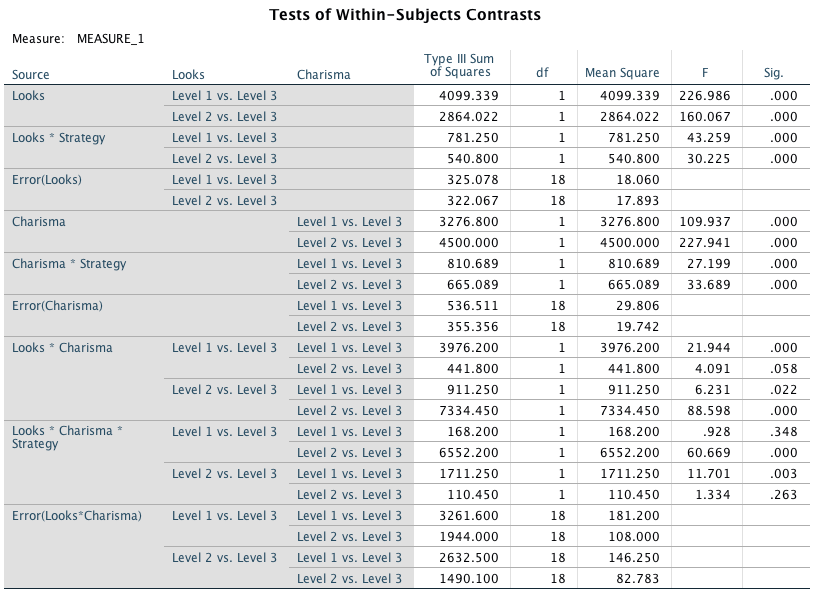 Tests of Within-Subjects Contrasts
Measure: MEASURE_1
Source Looks Charisma Type III Sum of Squares df Mean Square F Sig.
Looks Level 1 vs. Level 3 4099.339 1 4099.339 226.986 .000
Level 2 vs. Level 3 2864.022 1 2864.022 160.067 .000
Looks * Strategy Level 1 vs. Level 3 781.250 1 781.250 43.259 .000
Level 2 vs. Level 3 540.800 1 540.800 30.225 .000
Error(Looks) Level 1 vs. Level 3 325.078 18 18.060
Level 2 vs. Level 3 322.067 18 17.893
Charisma Level 1 vs. Level 3 3276.800 1 3276.800 109.937 .000
Level 2 vs. Level 3 4500.000 1 4500.000 227.941 .000
Charisma * Strategy Level 1 vs. Level 3 810.689 1 810.689 27.199 .000
Level 2 vs. Level 3 665.089 1 665.089 33.689 .000
Error(Charisma) Level 1 vs. Level 3 536.511 18 29.806
Level 2 vs. Level 3 355.356 18 19.742
Looks * Charisma Level 1 vs. Level 3 Level 1 vs. Level 3 3976.200 1 3976.200 21.944 .000
Level 2 vs. Level 3 441.800 1 441.800 4.091 .058
Level 2 vs. Level 3 Level 1 vs. Level 3 911.250 1 911.250 6.231 .022
Level 2 vs. Level 3 7334.450 1 7334.450 88.598 .000
Looks * Charisma * Strategy Level 1 vs. Level 3 Level 1 vs. Level 3 168.200 1 168.200 .928 .348
Level 2 vs. Level 3 6552.200 1 6552.200 60.669 .000
Level 2 vs. Level 3 Level 1 vs. Level 3 1711.250 1 1711.250 11.701 .003
Level 2 vs. Level 3 110.450 1 110.450 1.334 .263
Error(Looks*Charisma) Level 1 vs. Level 3 Level 1 vs. Level 3 3261.600 18 181.200
Level 2 vs. Level 3 1944.000 18 108.000
Level 2 vs. Level 3 Level 1 vs. Level 3 2632.500 18 146.250
Level 2 vs. Level 3 1490.100 18 82.783